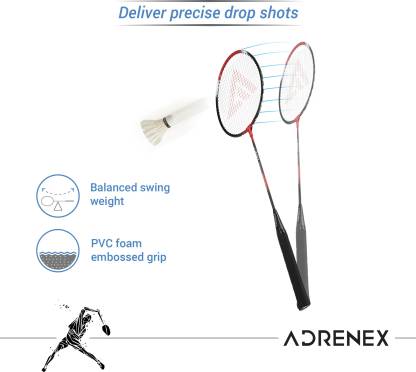 Deliver precise drop shots
Balanced swing
weight
PVC foam
embossed grip
ADRENEX